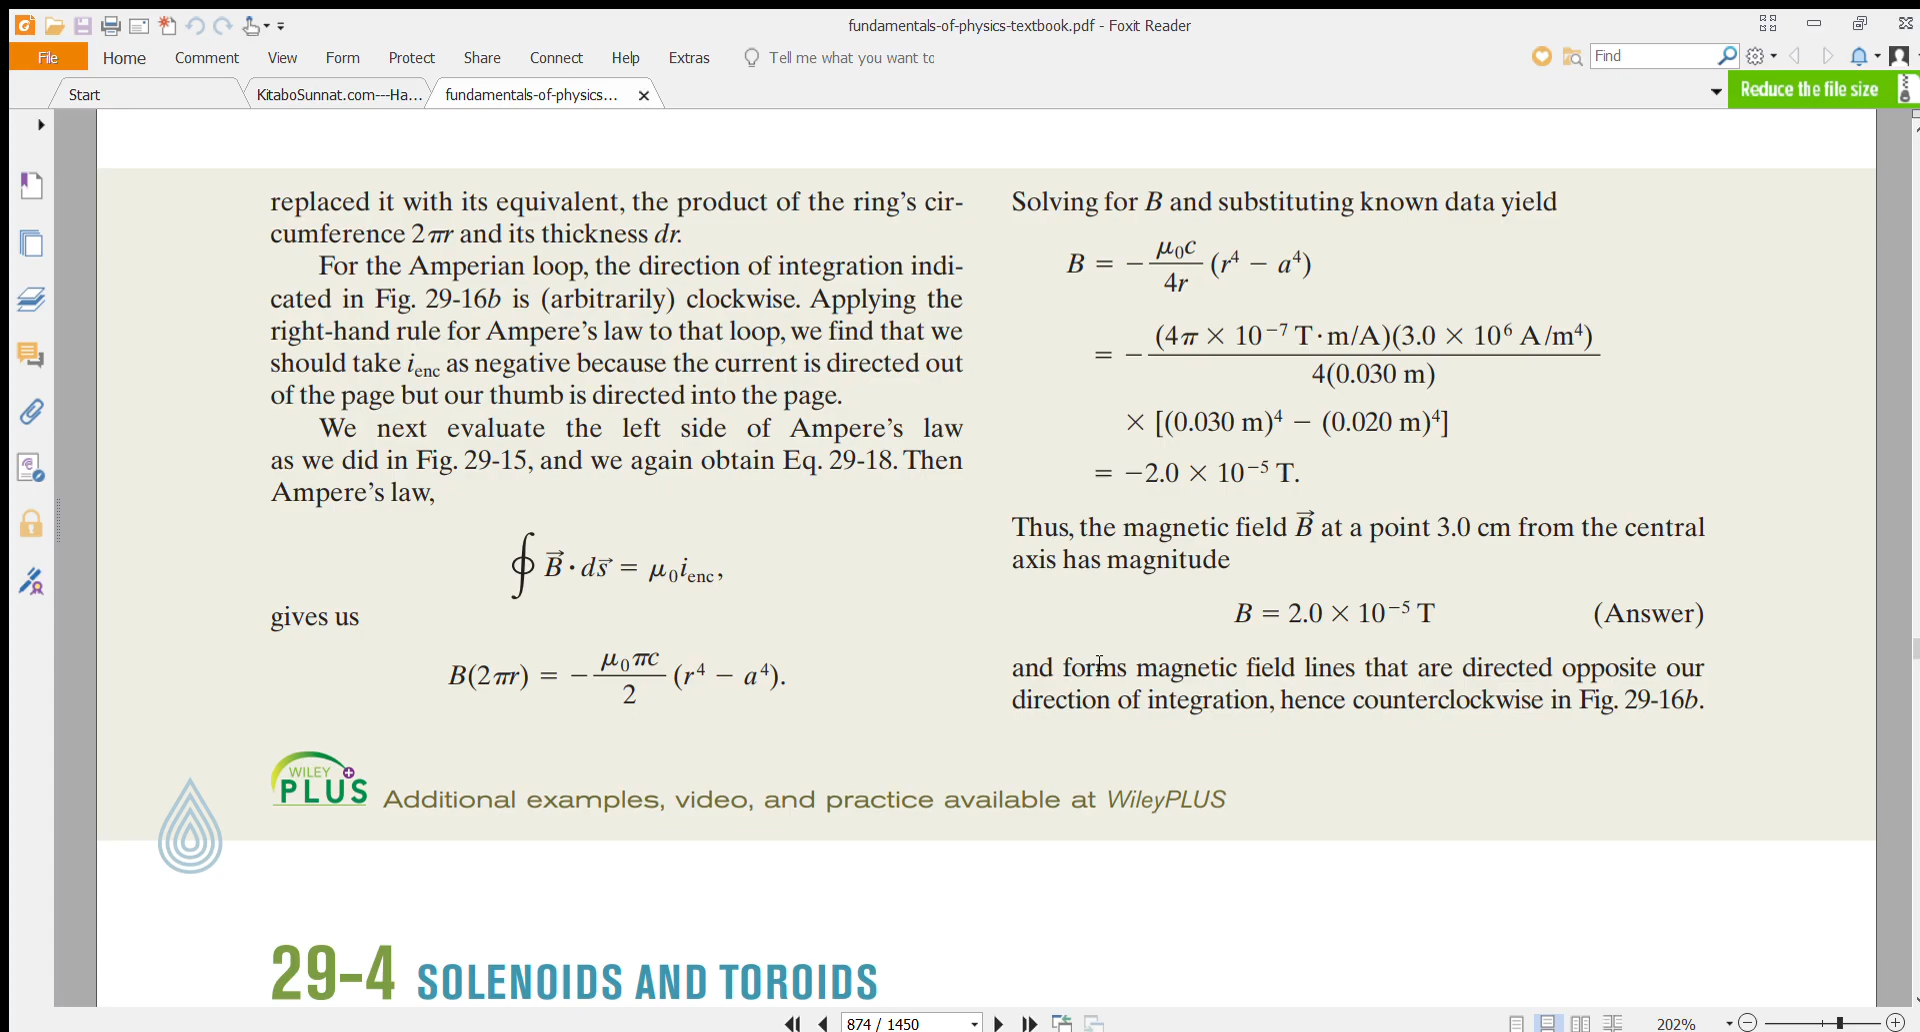 fundamentals-of-physics-textbook.pdf - Foxit Reader
File Home Comment View Form Protect Share Connect Help Extras Tell me what you want to Find
Start KitaboSunnat.com---Ha... fundamentals-of-physics... Reduce the file size
replaced it with its equivalent, the product of the ring's cir-
cumference 2πr and its thickness dr.
For the Amperian loop, the direction of integration indi-
cated in Fig. 29-16b is (arbitrarily) clockwise. Applying the
right-hand rule for Ampere's law to that loop, we find that we
should take i_enc as negative because the current is directed out
of the page but our thumb is directed into the page.
We next evaluate the left side of Ampere's law
as we did in Fig. 29-15, and we again obtain Eq. 29-18. Then
Ampere's law,
∮ B⃗ · ds⃗ = μ₀i_enc,
gives us
B(2πr) = −(μ₀πc/2)(r⁴ − a⁴).
Solving for B and substituting known data yield
B = −(μ₀c/4r)(r⁴ − a⁴)
= −(4π × 10⁻⁷ T·m/A)(3.0 × 10⁶ A/m⁴)
4(0.030 m)
× [(0.030 m)⁴ − (0.020 m)⁴]
= −2.0 × 10⁻⁵ T.
Thus, the magnetic field B⃗ at a point 3.0 cm from the central
axis has magnitude
B = 2.0 × 10⁻⁵ T (Answer)
and forms magnetic field lines that are directed opposite our
direction of integration, hence counterclockwise in Fig. 29-16b.
WILEY
PLUS
Additional examples, video, and practice available at WileyPLUS
29-4 SOLENOIDS AND TOROIDS
874 / 1450
202%